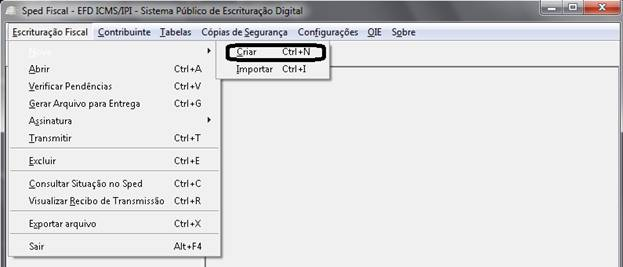 Sped Fiscal - EFD ICMS/IPI - Sistema Público de Escrituração Digital
Escrituração Fiscal Contribuinte Tabelas Cópias de Segurança Configurações OIE Sobre
Novo
Criar Ctrl+N
Importar Ctrl+I
Abrir Ctrl+A
Verificar Pendências Ctrl+V
Gerar Arquivo para Entrega Ctrl+G
Assinatura
Transmitir Ctrl+T
Excluir Ctrl+E
Consultar Situação no Sped Ctrl+C
Visualizar Recibo de Transmissão Ctrl+R
Exportar arquivo Ctrl+X
Sair Alt+F4